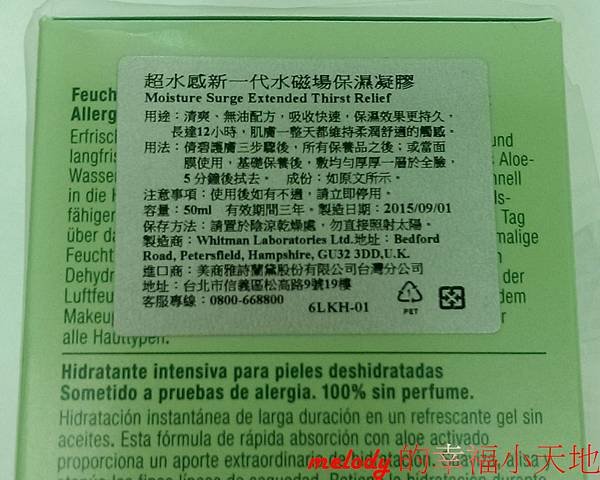 超水感新一代水磁場保濕凝膠
Moisture Surge Extended Thirst Relief
用途：清爽、無油配方，吸收快速，保濕效果更持久，
長達12小時，肌膚一整天都維持柔潤舒適的觸感。
用法：倩碧護膚三步驟後，所有保養品之後；或當面
膜使用，基礎保養後，敷均勻厚厚一層於全臉，
5 分鐘後拭去。 成份：如原文所示。
注意事項：使用後如有不適，請立即停用。
容量：50ml 有效期間三年。製造日期：2015/09/01
保存方法：請置於陰涼乾燥處，勿直接照射太陽。
製造商：Whitman Laboratories Ltd.地址：Bedford
Road, Petersfield, Hampshire, GU32 3DD,U.K.
進口商：美商雅詩蘭黛股份有限公司台灣分公司
地址：台北市信義區松高路9號19樓
客服專線：0800-668800
6LKH-01
1
PET
Feucht
Allerg
Erfrisch
langfris
Wasser
in die H
fähiger
über da
Feucht
Dehydr
Luftfeu
Makeup
alle Hauttypen.
und
Aloe-
hnell
ls-
Tag
malige
dem
Hidratante intensiva para pieles deshidratadas
Sometido a pruebas de alergia. 100% sin perfume.
Hidratación instantánea de larga duración en un refrescante gel sin
aceites. Esta fórmula de rápida absorción con aloe activado
proporciona un aporte extraordinario de hidratación
melody 的幸福小天地